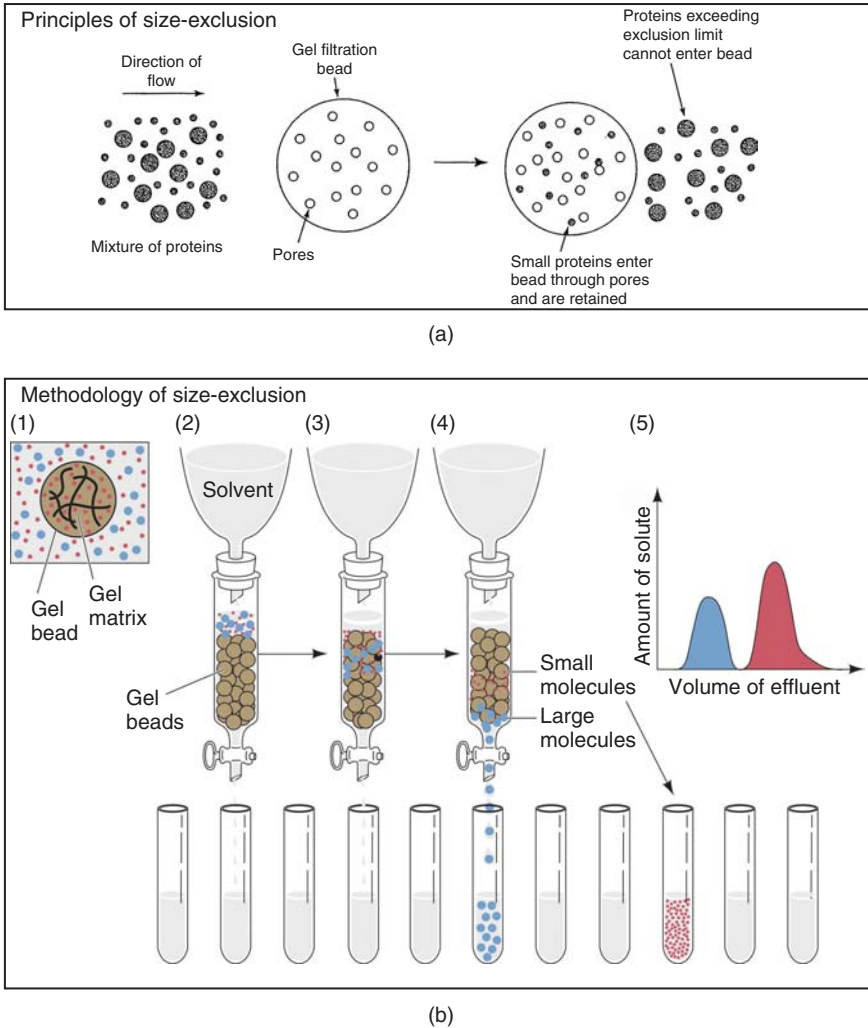 Principles of size-exclusion
Direction of
flow
Mixture of proteins
Gel filtration
bead
Pores
Proteins exceeding
exclusion limit
cannot enter bead
Small proteins enter
bead through pores
and are retained
(a)
Methodology of size-exclusion
(1)
(2)
(3)
(4)
(5)
Solvent
Gel
bead
Gel
matrix
Gel
beads
Small
molecules
Large
molecules
Amount of solute
Volume of effluent
(b)